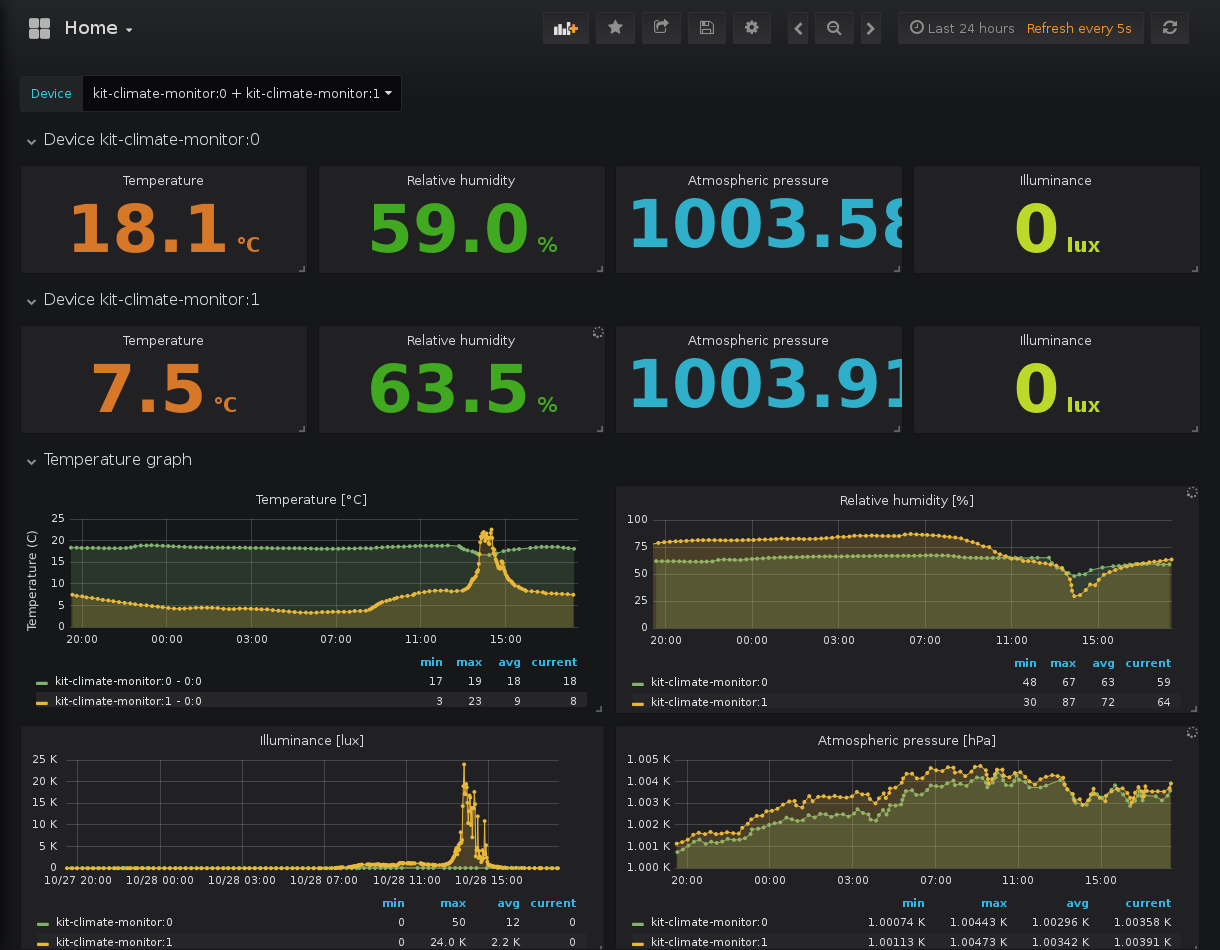 Home
Last 24 hours Refresh every 5s
Device kit-climate-monitor:0 + kit-climate-monitor:1
Device kit-climate-monitor:0
Temperature Relative humidity Atmospheric pressure Illuminance
18.1 °C 59.0 % 1003.58 0 lux
Device kit-climate-monitor:1
Temperature Relative humidity Atmospheric pressure Illuminance
7.5 °C 63.5 % 1003.91 0 lux
Temperature graph
Temperature [°C]
Temperature (C)
25
20
15
10
5
0
20:00 00:00 03:00 07:00 11:00 15:00
min max avg current
kit-climate-monitor:0 - 0:0 17 19 18 18
kit-climate-monitor:1 - 0:0 3 23 9 8
Relative humidity [%]
100
75
50
25
0
20:00 00:00 03:00 07:00 11:00 15:00
min max avg current
kit-climate-monitor:0 48 67 63 59
kit-climate-monitor:1 30 87 72 64
Illuminance [lux]
25 K
20 K
15 K
10 K
5 K
0
10/27 20:00 10/28 00:00 10/28 03:00 10/28 07:00 10/28 11:00 10/28 15:00
min max avg current
kit-climate-monitor:0 0 50 12 0
kit-climate-monitor:1 0 24.0 K 2.2 K 0
Atmospheric pressure [hPa]
1.005 K
1.004 K
1.003 K
1.002 K
1.001 K
1.000 K
20:00 00:00 03:00 07:00 11:00 15:00
min max avg current
kit-climate-monitor:0 1.00074 K 1.00443 K 1.00296 K 1.00358 K
kit-climate-monitor:1 1.00113 K 1.00473 K 1.00342 K 1.00391 K